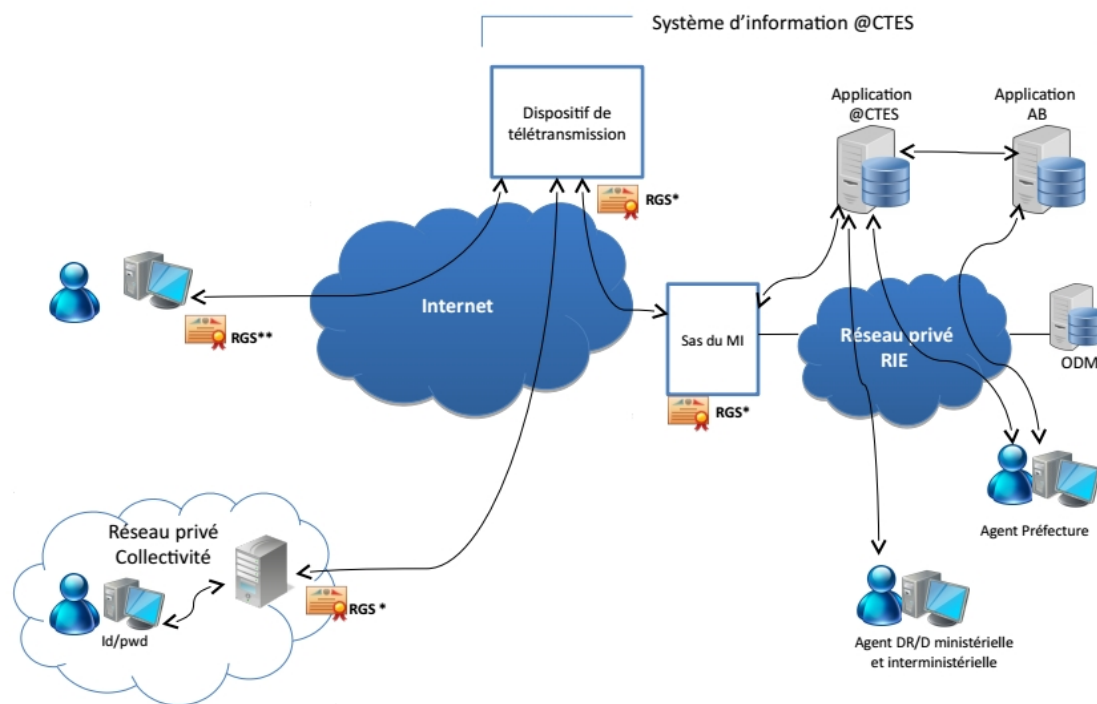 Système d'information @CTES
Dispositif de
télétransmission
RGS*
Application
@CTES
Application
AB
Internet
RGS**
Sas du MI
RGS*
Réseau privé
RIE
ODM
Agent Préfecture
Réseau privé
Collectivité
Id/pwd
RGS *
Agent DR/D ministérielle
et interministérielle